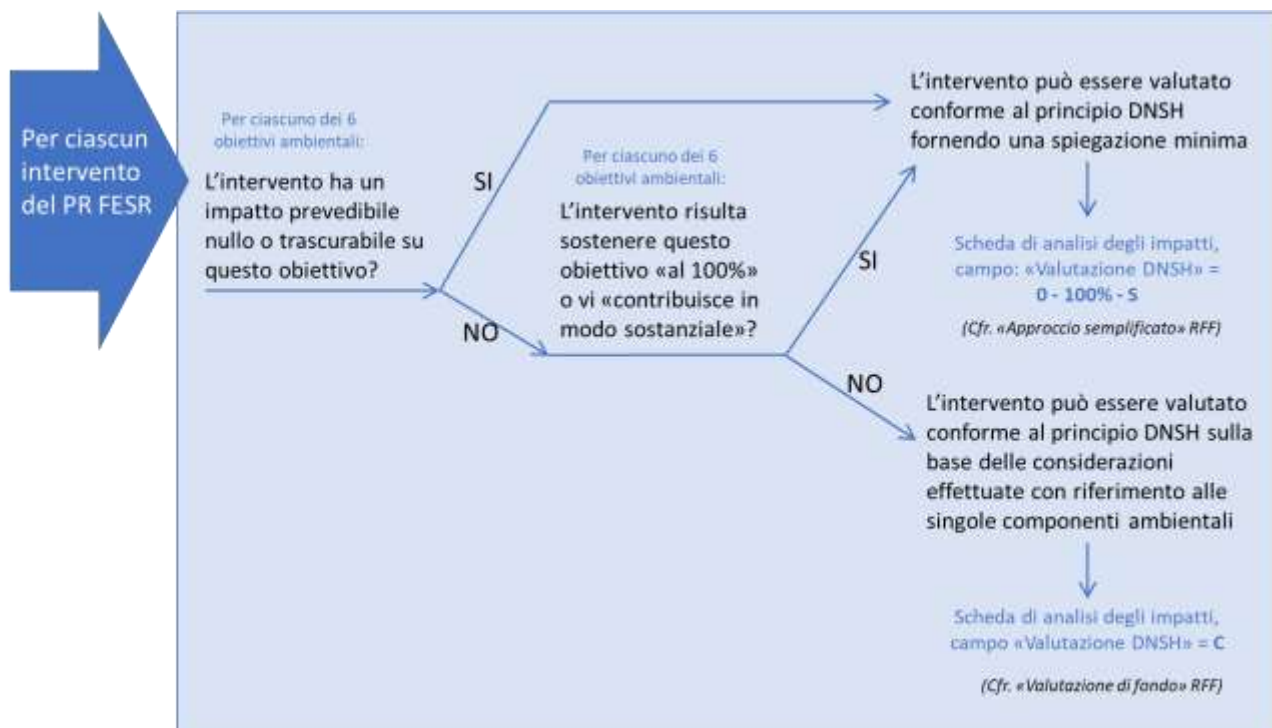 Per ciascun
intervento
del PR FESR
Per ciascuno dei 6
obiettivi ambientali:
L'intervento ha un
impatto prevedibile
nullo o trascurabile su
questo obiettivo?
SI
NO
Per ciascuno dei 6
obiettivi ambientali:
L'intervento risulta
sostenere questo
obiettivo «al 100%»
o vi «contribuisce in
modo sostanziale»?
SI
NO
L'intervento può essere valutato
conforme al principio DNSH
fornendo una spiegazione minima
Scheda di analisi degli impatti,
campo: «Valutazione DNSH» =
0 - 100% - S
(Cfr. «Approccio semplificato» RFF)
L'intervento può essere valutato
conforme al principio DNSH sulla
base delle considerazioni
effettuate con riferimento alle
singole componenti ambientali
Scheda di analisi degli impatti,
campo «Valutazione DNSH» = C
(Cfr. «Valutazione di fondo» RFF)